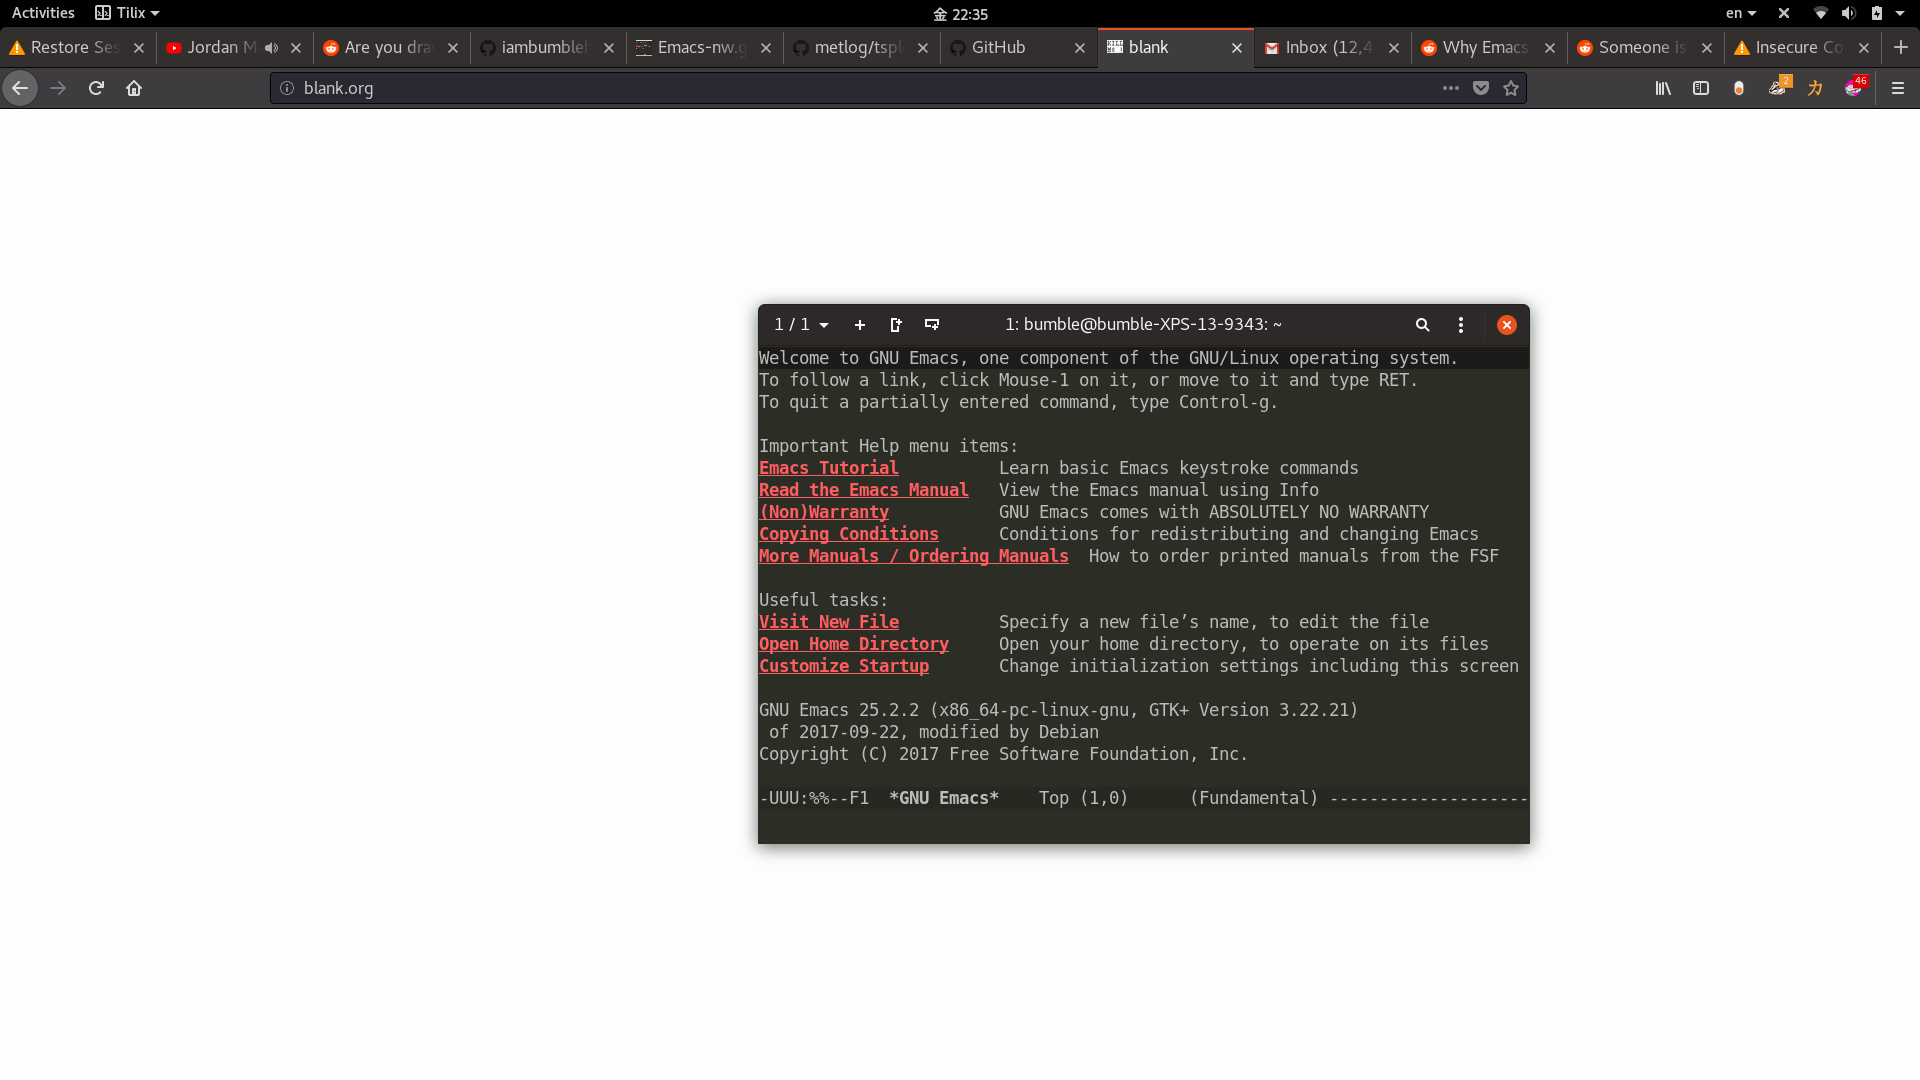 Activities Tilix 金 22:35 en
Restore Ses Jordan M Are you dra iambumbleb Emacs-nw.g metlog/tspl GitHub blank Inbox (12,4 Why Emacs Someone is Insecure Co
blank.org 2 力 46
1 / 1 1: bumble@bumble-XPS-13-9343: ~
Welcome to GNU Emacs, one component of the GNU/Linux operating system.
To follow a link, click Mouse-1 on it, or move to it and type RET.
To quit a partially entered command, type Control-g.
Important Help menu items:
Emacs Tutorial Learn basic Emacs keystroke commands
Read the Emacs Manual View the Emacs manual using Info
(Non)Warranty GNU Emacs comes with ABSOLUTELY NO WARRANTY
Copying Conditions Conditions for redistributing and changing Emacs
More Manuals / Ordering Manuals How to order printed manuals from the FSF
Useful tasks:
Visit New File Specify a new file’s name, to edit the file
Open Home Directory Open your home directory, to operate on its files
Customize Startup Change initialization settings including this screen
GNU Emacs 25.2.2 (x86_64-pc-linux-gnu, GTK+ Version 3.22.21)
of 2017-09-22, modified by Debian
Copyright (C) 2017 Free Software Foundation, Inc.
-UUU:%%--F1 *GNU Emacs* Top (1,0) (Fundamental) --------------------